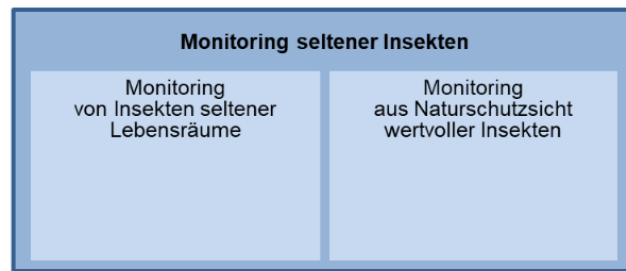 Monitoring seltener Insekten
Monitoring
von Insekten seltener
Lebensräume
Monitoring
aus Naturschutzsicht
wertvoller Insekten